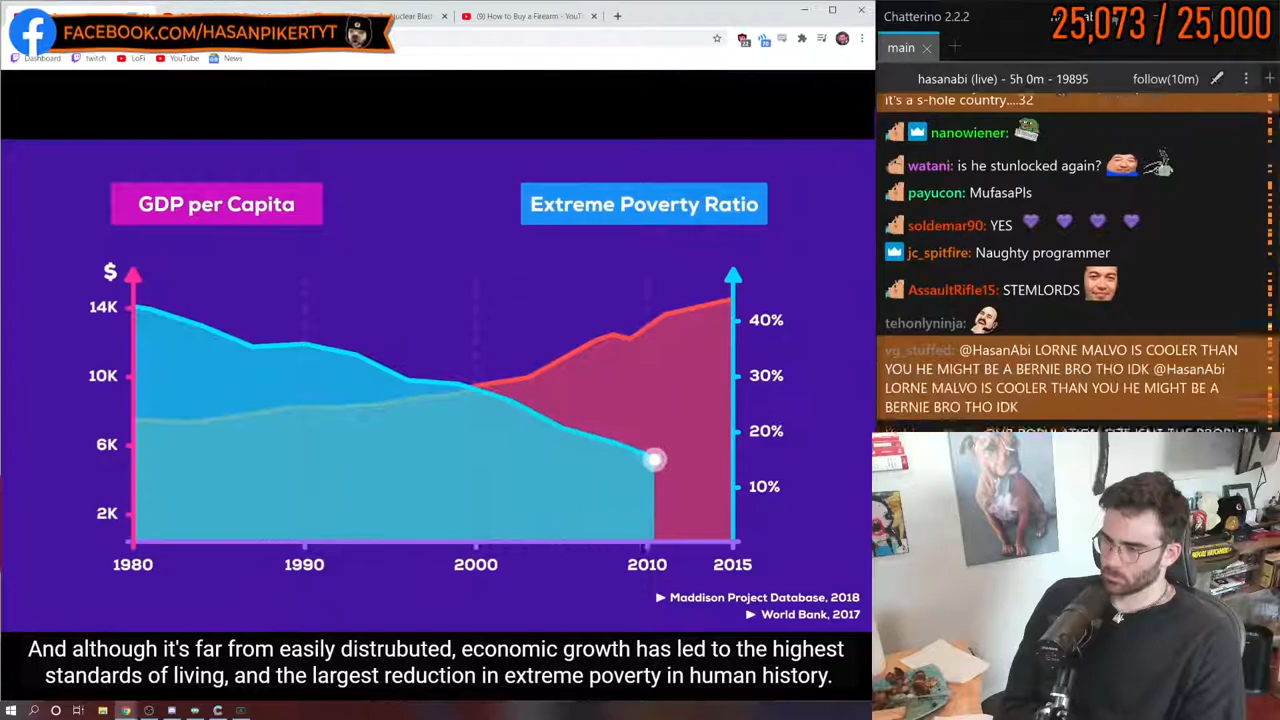 FACEBOOK.COM/HASANPIKERTYT
Nuclear Blast
(9) How to Buy a Firearm - YouT
Dashboard
twitch
LoFi
YouTube
News
22
70
GDP per Capita
Extreme Poverty Ratio
$
14K
10K
6K
2K
40%
30%
20%
10%
1980
1990
2000
2010
2015
► Maddison Project Database, 2018
► World Bank, 2017
And although it's far from easily distrubuted, economic growth has led to the highest
standards of living, and the largest reduction in extreme poverty in human history.
Chatterino 2.2.2
25,073 / 25,000
main
hasanabi (live) - 5h 0m - 19895
follow(10m)
it's a s-hole country....32
nanowiener:
watani: is he stunlocked again?
payucon: MufasaPls
soldemar90: YES
jc_spitfire: Naughty programmer
AssaultRifle15: STEMLORDS
tehonlyninja:
vg_stuffed: @HasanAbi LORNE MALVO IS COOLER THAN
YOU HE MIGHT BE A BERNIE BRO THO IDK @HasanAbi
LORNE MALVO IS COOLER THAN YOU HE MIGHT BE A
BERNIE BRO THO IDK